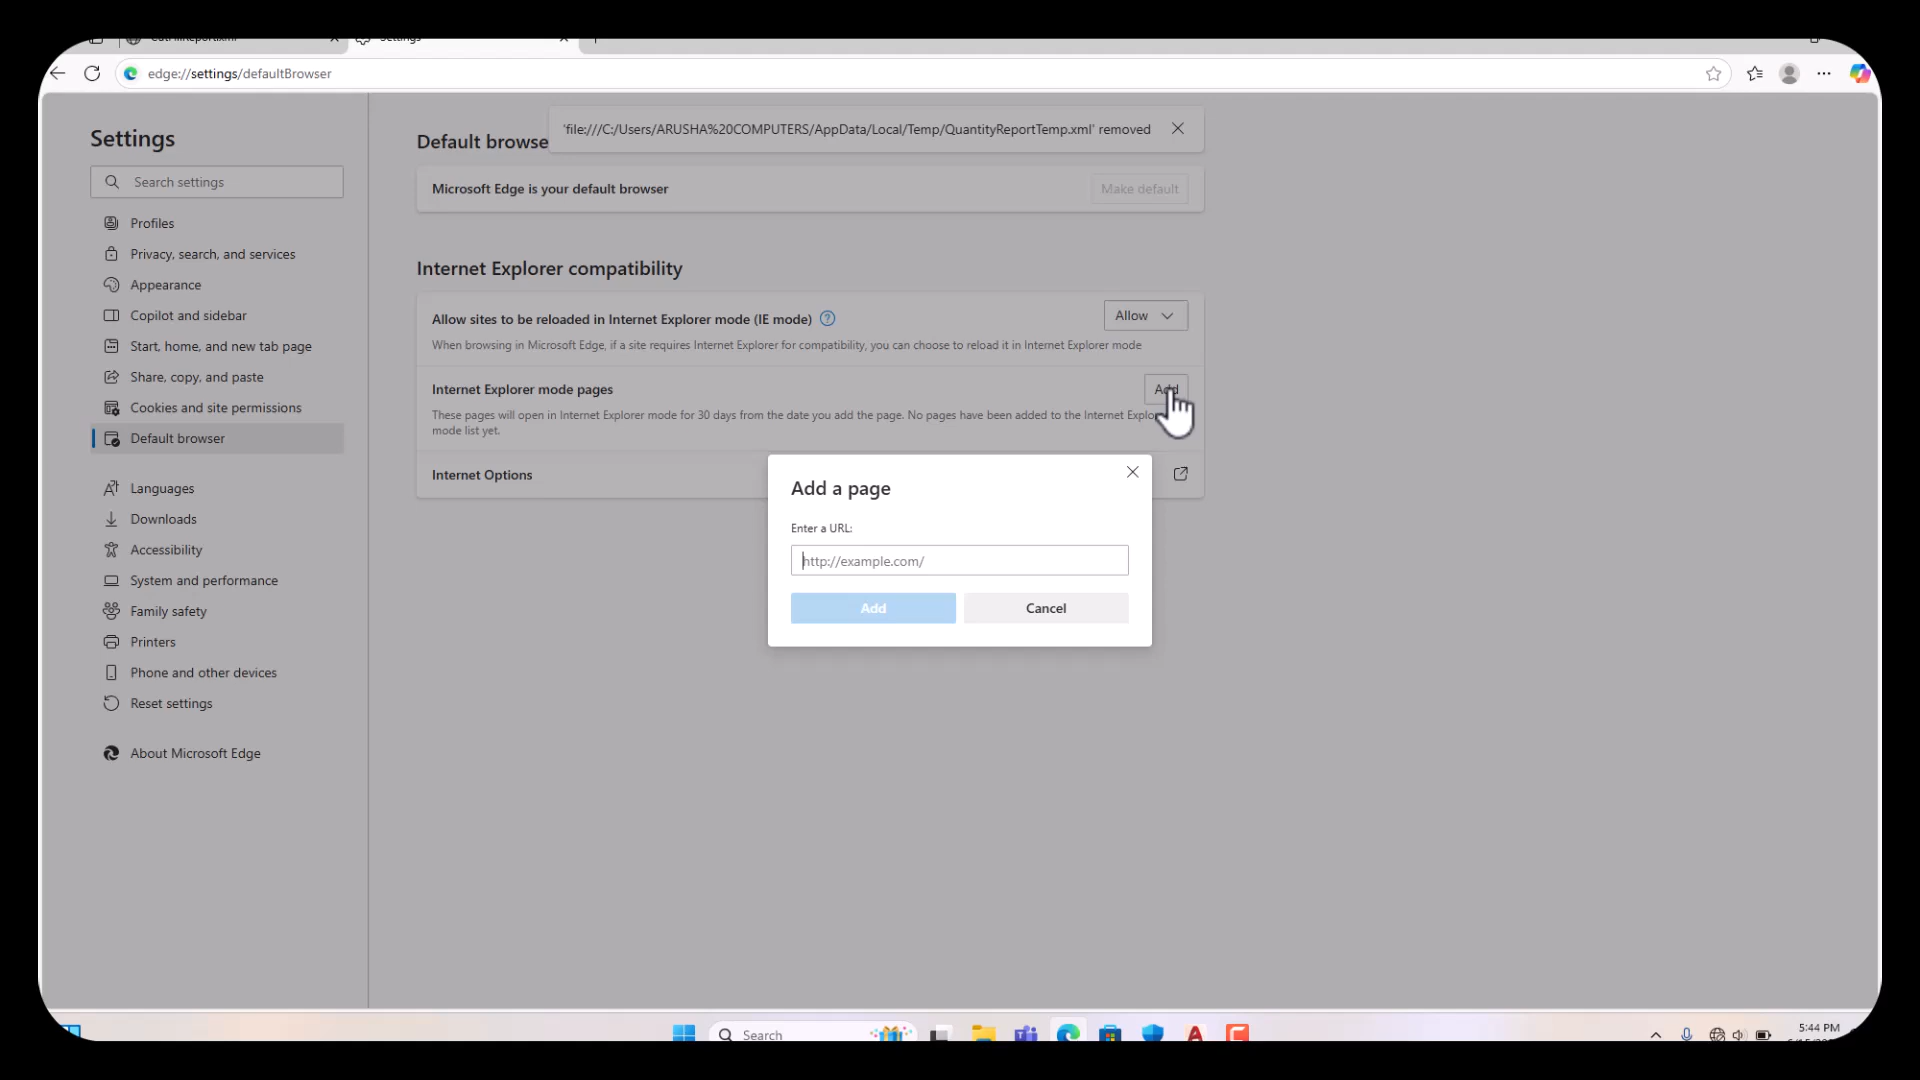 Settings
edge://settings/defaultBrowser
Settings
Search settings
Profiles
Privacy, search, and services
Appearance
Copilot and sidebar
Start, home, and new tab page
Share, copy, and paste
Cookies and site permissions
Default browser
Languages
Downloads
Accessibility
System and performance
Family safety
Printers
Phone and other devices
Reset settings
About Microsoft Edge
Default browse
'file:///C:/Users/ARUSHA%20COMPUTERS/AppData/Local/Temp/QuantityReportTemp.xml' removed
Microsoft Edge is your default browser
Make default
Internet Explorer compatibility
Allow sites to be reloaded in Internet Explorer mode (IE mode)
Allow
When browsing in Microsoft Edge, if a site requires Internet Explorer for compatibility, you can choose to reload it in Internet Explorer mode
Internet Explorer mode pages
Add
These pages will open in Internet Explorer mode for 30 days from the date you add the page. No pages have been added to the Internet Explo
mode list yet.
Internet Options
Add a page
Enter a URL:
http://example.com/
Add
Cancel
Search
5:44 PM